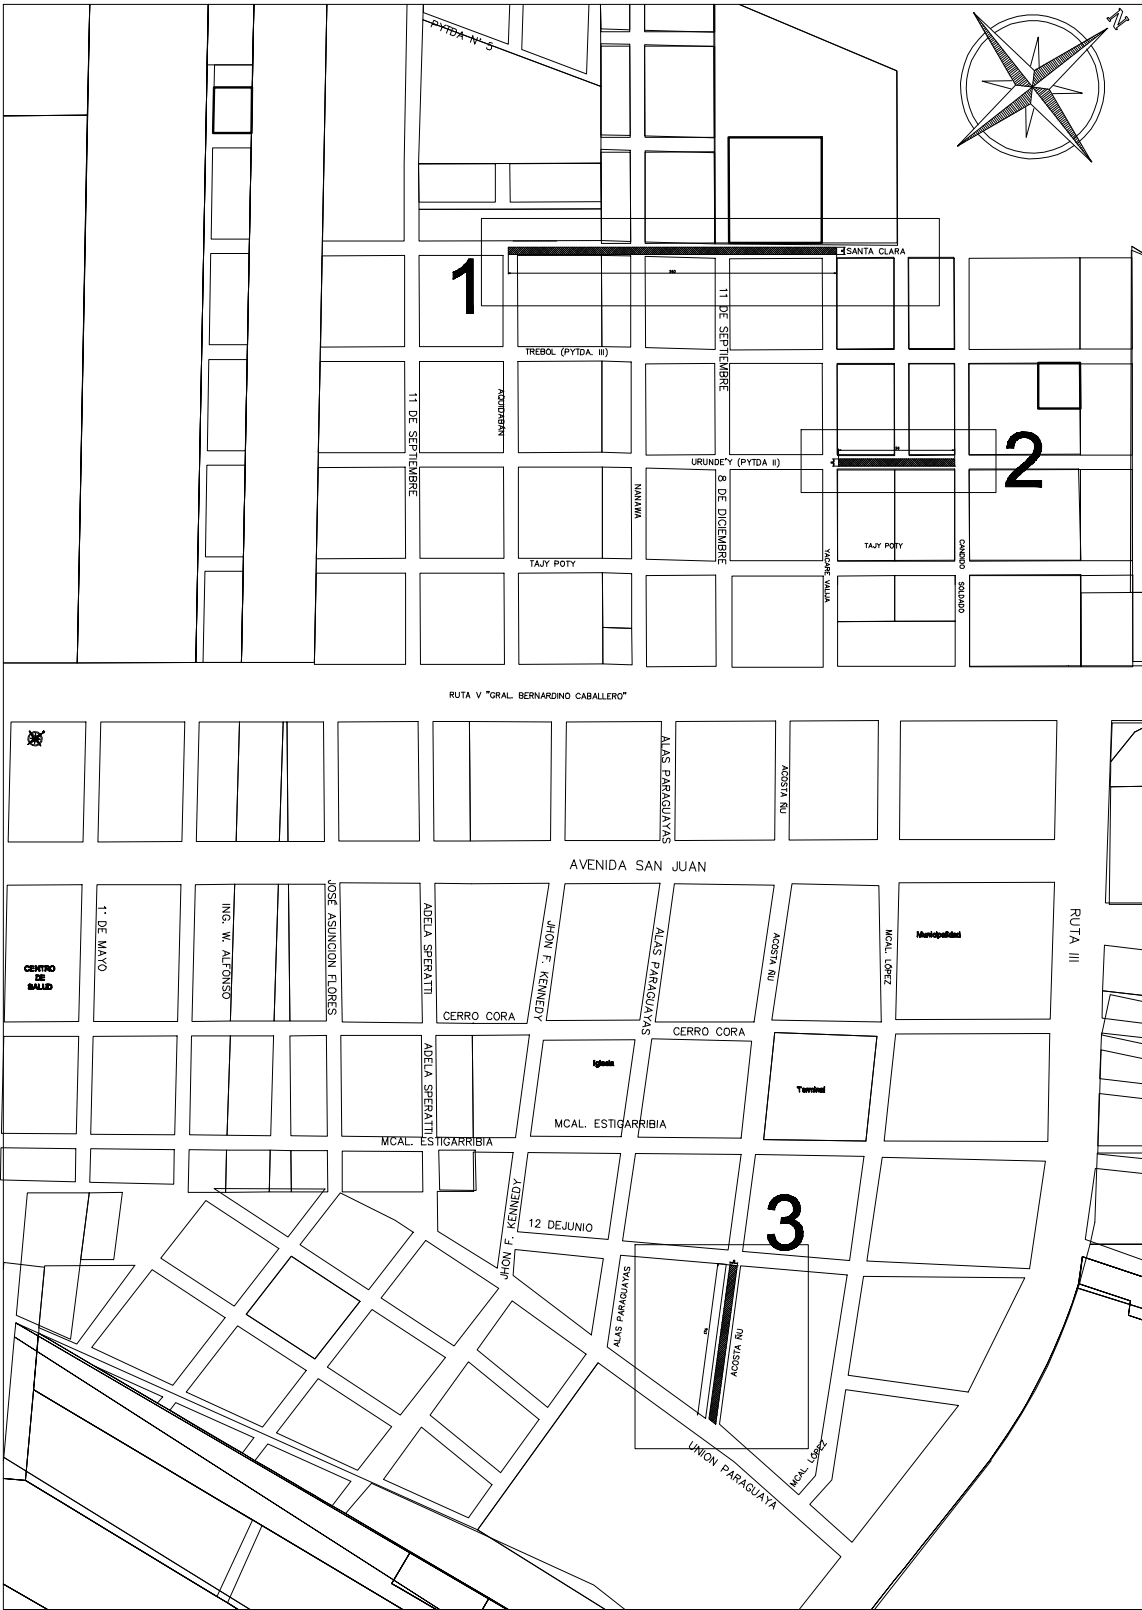 PYTDA N° 5
N
SANTA CLARA
1
360
11 DE SEPTIEMBRE
TREBOL (PYTDA. III)
11 DE SEPTIEMBRE
AQUIDABÁN
2
URUNDE'Y (PYTDA II)
NANAWA
8 DE DICIEMBRE
TAJY POTY
TAJY POTY
YACARE VALIJA
CANDIDO SOLDADO
RUTA V "GRAL. BERNARDINO CABALLERO"
ALAS PARAGUAYAS
ACOSTA ÑU
AVENIDA SAN JUAN
1° DE MAYO
ING. W. ALFONSO
JOSÉ ASUNCION FLORES
ADELA SPERATTI
JHON F. KENNEDY
ALAS PARAGUAYAS
ACOSTA ÑU
MCAL. LÓPEZ
Municipalidad
RUTA III
CENTRO
DE
SALUD
CERRO CORA
CERRO CORA
ADELA SPERATTI
Iglesia
Terminal
MCAL. ESTIGARRIBIA
MCAL. ESTIGARRIBIA
JHON F. KENNEDY
12 DEJUNIO
3
ALAS PARAGUAYAS
ACOSTA ÑU
UNION PARAGUAYA
MCAL. LOPEZ